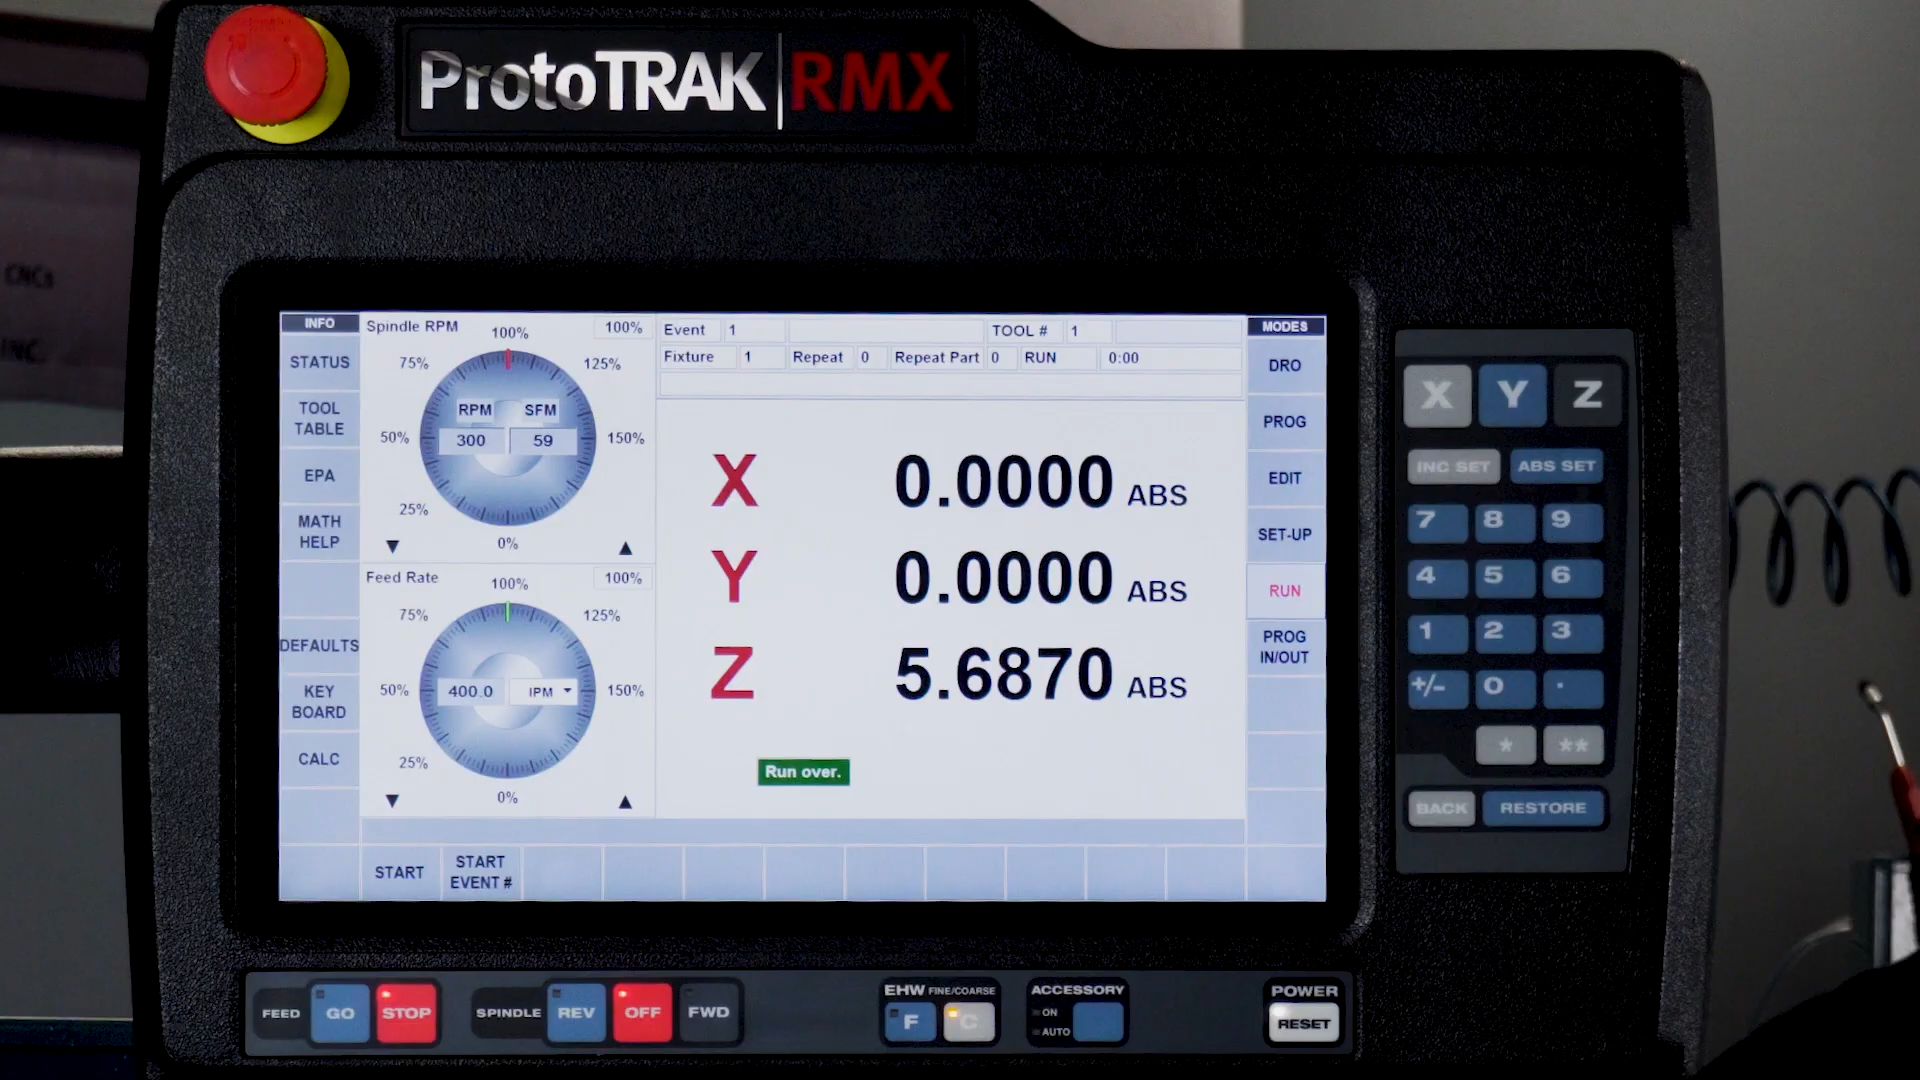 ProtoTRAK RMX
CNCs
INFO
STATUS
TOOL
TABLE
EPA
MATH
HELP
DEFAULTS
KEY
BOARD
CALC
Spindle RPM 100% 100%
75% 125%
RPM SFM
50% 300 59 150%
25%
▼ 0% ▲
Feed Rate 100% 100%
75% 125%
50% 400.0 IPM 150%
25%
▼ 0% ▲
Event 1 TOOL # 1
Fixture 1 Repeat 0 Repeat Part 0 RUN 0:00
X 0.0000 ABS
Y 0.0000 ABS
Z 5.6870 ABS
Run over.
START
START
EVENT #
MODES
DRO
PROG
EDIT
SET-UP
RUN
PROG
IN/OUT
X Y Z
INC SET ABS SET
7 8 9
4 5 6
1 2 3
+/- 0 .
* **
BACK RESTORE
FEED GO STOP
SPINDLE REV OFF FWD
EHW FINE/COARSE
F C
ACCESSORY
ON
AUTO
POWER
RESET